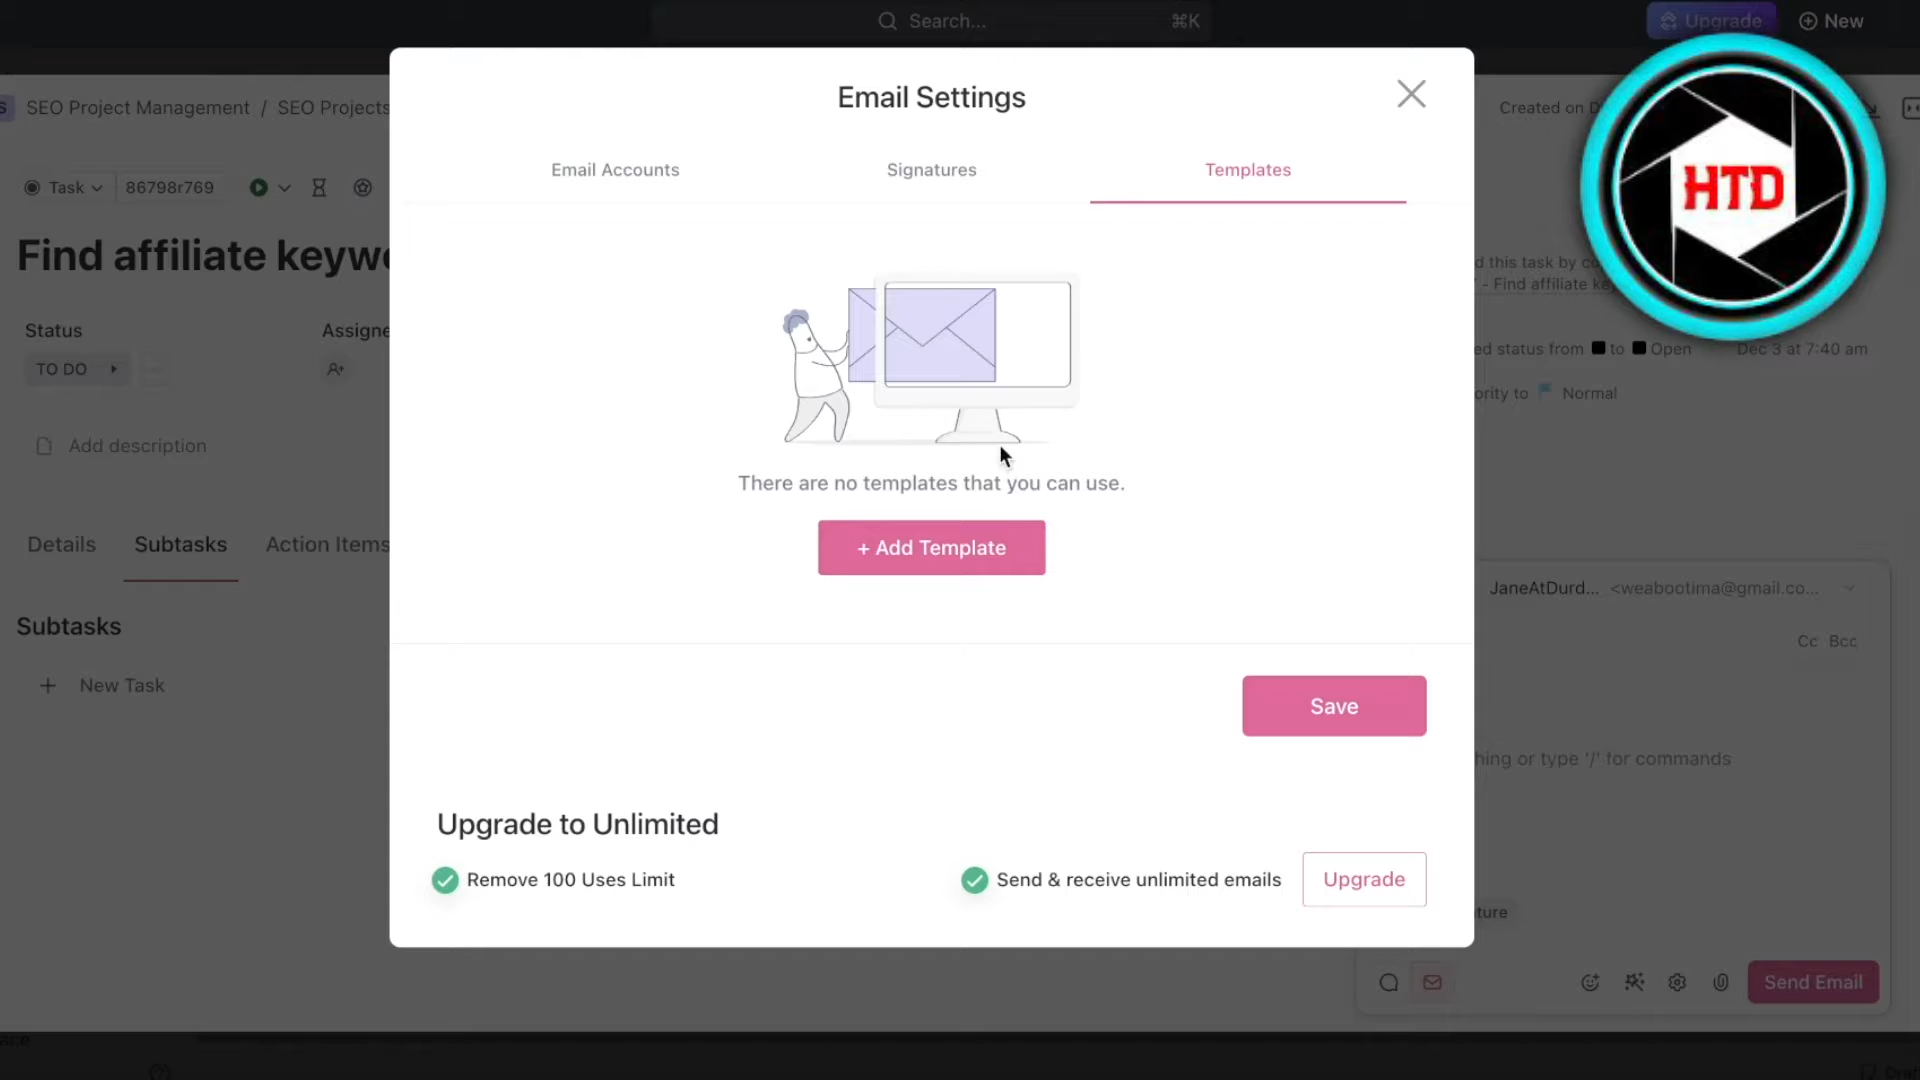 Search...
⌘K
Upgrade
New
SEO Project Management / SEO Projects
Created on D
HTD
Email Settings
Email Accounts
Signatures
Templates
Task
86798r769
Find affiliate keywo
Status
Assigne
TO DO
d this task by co
- Find affiliate ke
ed status from
to
Open
Dec 3 at 7:40 am
ority to
Normal
Add description
There are no templates that you can use.
+ Add Template
Details
Subtasks
Action Items
JaneAtDurd... <weabootima@gmail.co...
Cc Bcc
Subtasks
New Task
Save
hing or type '/' for commands
Upgrade to Unlimited
Remove 100 Uses Limit
Send & receive unlimited emails
Upgrade
ture
Send Email